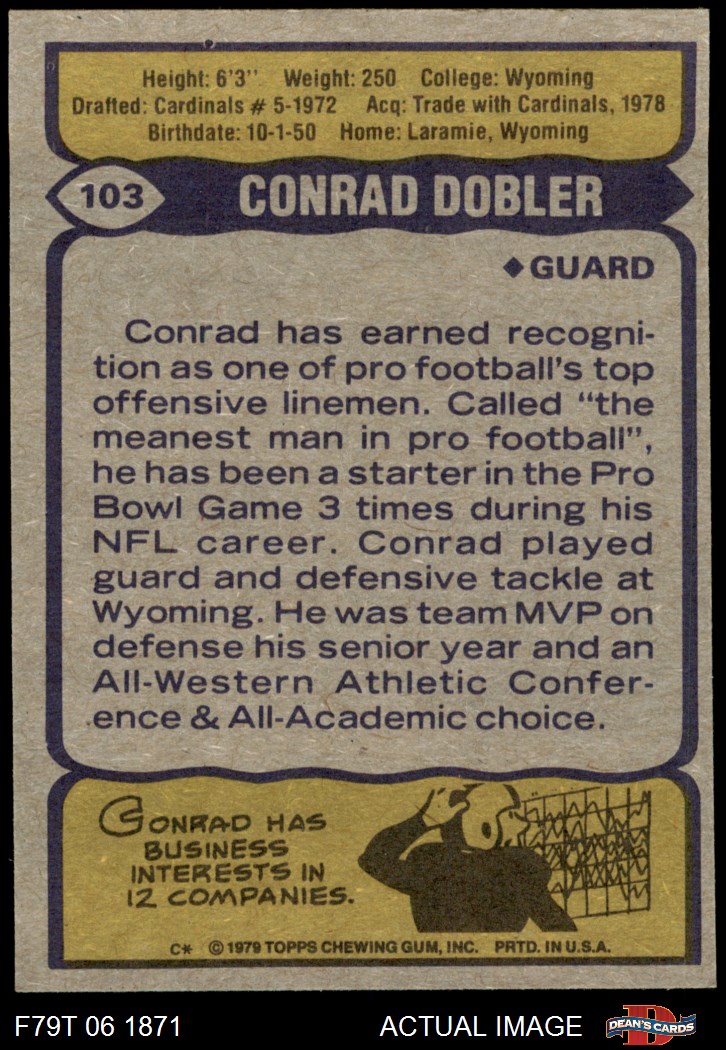 Height: 6'3'' Weight: 250 College: Wyoming
Drafted: Cardinals # 5-1972 Acq: Trade with Cardinals, 1978
Birthdate: 10-1-50 Home: Laramie, Wyoming
103 CONRAD DOBLER
◆GUARD
Conrad has earned recogni-
tion as one of pro football's top
offensive linemen. Called “the
meanest man in pro football”,
he has been a starter in the Pro
Bowl Game 3 times during his
NFL career. Conrad played
guard and defensive tackle at
Wyoming. He was team MVP on
defense his senior year and an
All-Western Athletic Confer-
ence & All-Academic choice.
CONRAD HAS
BUSINESS
INTERESTS IN
12 COMPANIES.
C* © 1979 TOPPS CHEWING GUM, INC. PRTD. IN U.S.A.
F79T 06 1871 ACTUAL IMAGE D DEAN'S CARDS